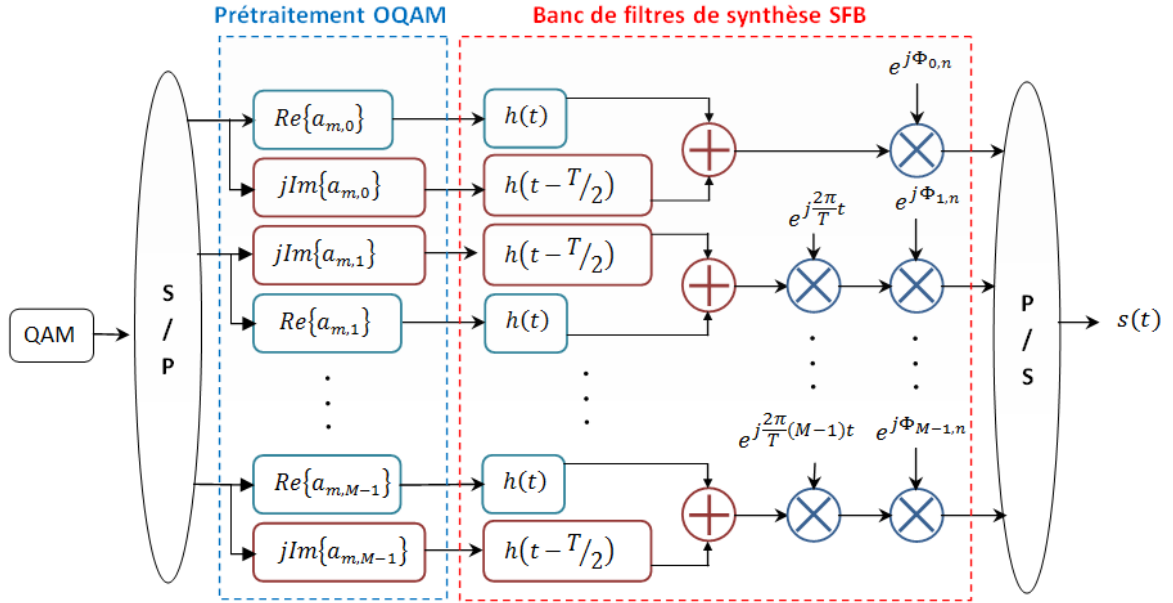 Prétraitement OQAM
Banc de filtres de synthèse SFB
QAM
S
/
P
Re{a_{m,0}}
h(t)
e^{jΦ_{0,n}}
jIm{a_{m,0}}
h(t − T/2)
jIm{a_{m,1}}
h(t − T/2)
e^{j\frac{2π}{T}t}
e^{jΦ_{1,n}}
Re{a_{m,1}}
h(t)
Re{a_{m,M−1}}
h(t)
e^{j\frac{2π}{T}(M−1)t}
e^{jΦ_{M−1,n}}
jIm{a_{m,M−1}}
h(t − T/2)
P
/
S
s(t)